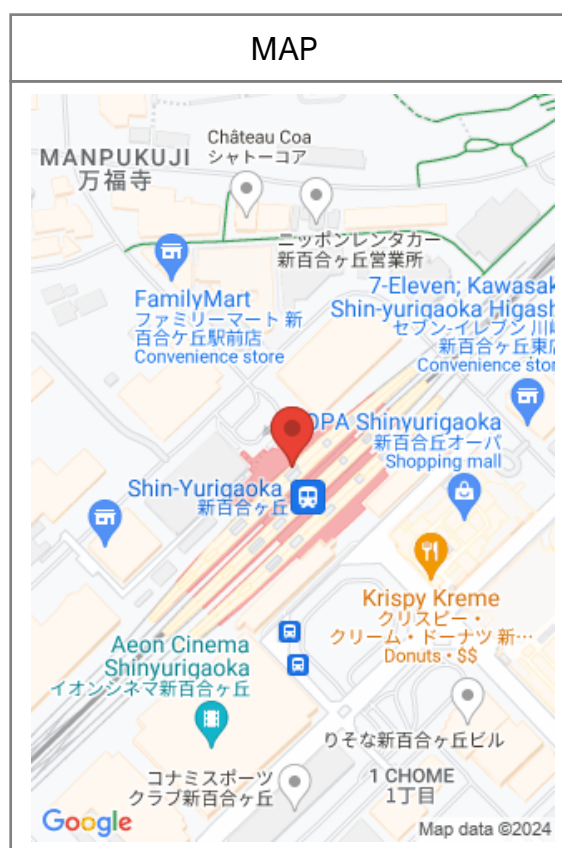 MAP
Château Coa
シャトーコア
MANPUKUJI
万福寺
ニッポンレンタカー
新百合ヶ丘営業所
FamilyMart
ファミリーマート 新
百合ケ丘駅前店
Convenience store
7-Eleven; Kawasak
Shin-yurigaoka Higash
セブン-イレブン 川崎
新百合ヶ丘東店
Convenience stor
OPA Shinyurigaoka
新百合丘オーパ
Shopping mall
Shin-Yurigaoka
新百合ヶ丘
Krispy Kreme
クリスピー・
クリーム・ドーナツ 新…
Donuts・$$
Aeon Cinema
Shinyurigaoka
イオンシネマ新百合ヶ丘
りそな新百合ヶ丘ビル
コナミスポーツ
クラブ新百合ヶ丘
1 CHOME
1丁目
Google
Map data ©2024